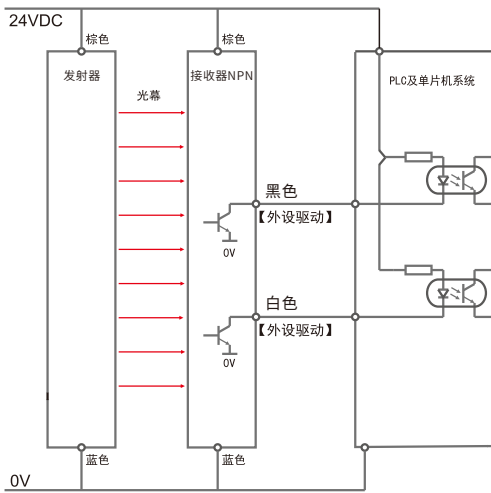 24VDC
棕色
棕色
发射器
接收器NPN
PLC及单片机系统
光幕
黑色
【外设驱动】
0V
白色
【外设驱动】
0V
蓝色
蓝色
0V